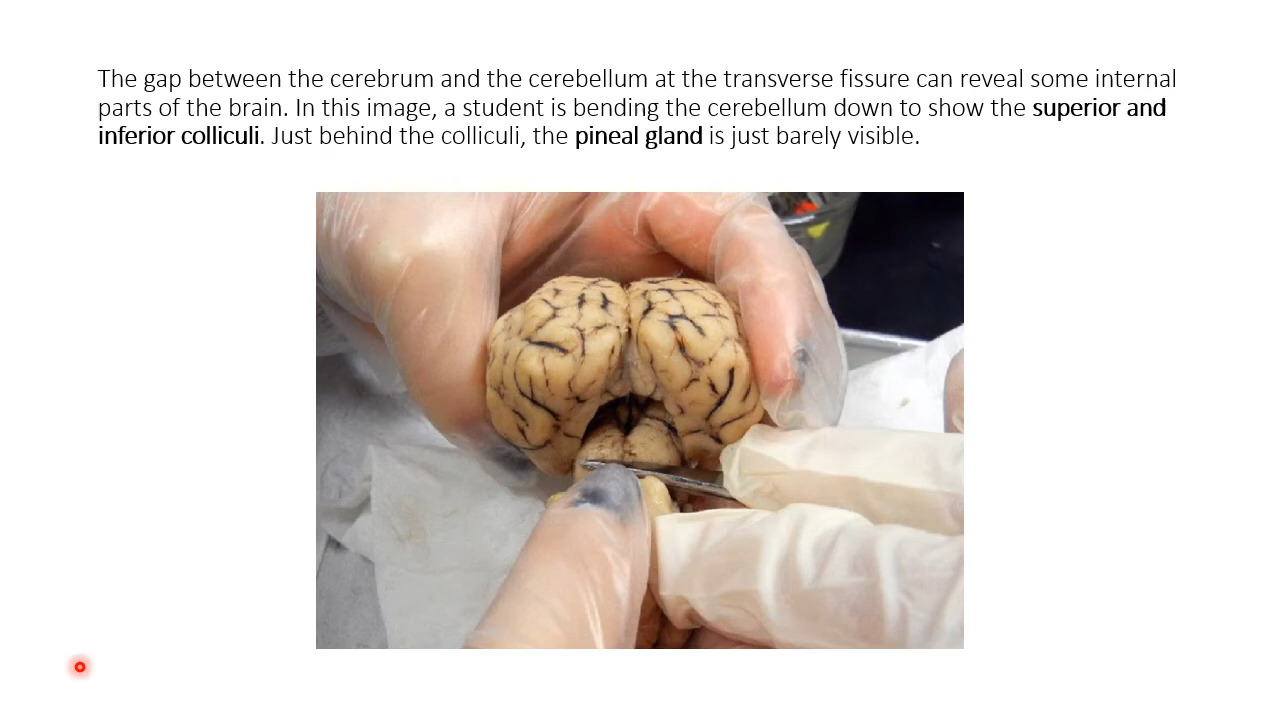 The gap between the cerebrum and the cerebellum at the transverse fissure can reveal some internal
parts of the brain. In this image, a student is bending the cerebellum down to show the superior and
inferior colliculi. Just behind the colliculi, the pineal gland is just barely visible.